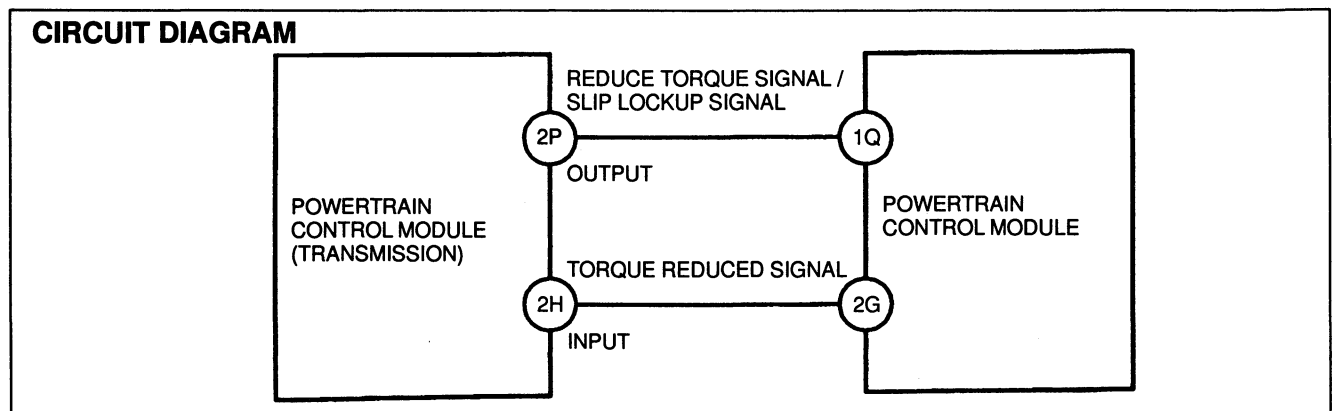 CIRCUIT DIAGRAM
REDUCE TORQUE SIGNAL /
SLIP LOCKUP SIGNAL
2P
1Q
OUTPUT
POWERTRAIN
CONTROL MODULE
(TRANSMISSION)
POWERTRAIN
CONTROL MODULE
TORQUE REDUCED SIGNAL
2H
2G
INPUT